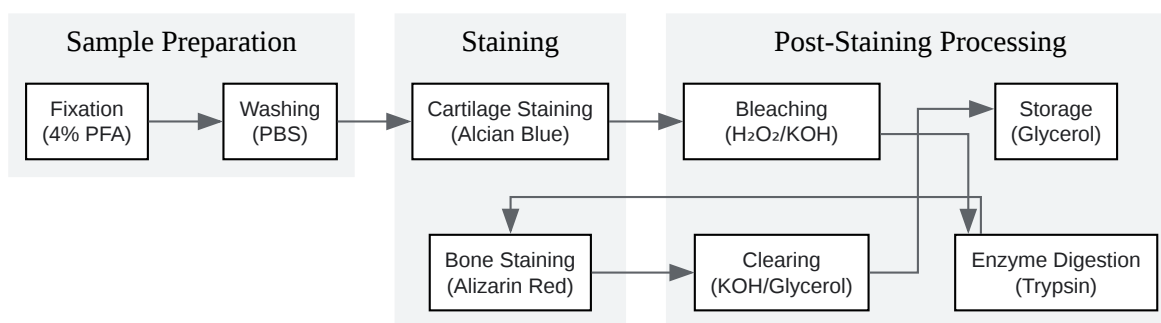 Sample Preparation
Fixation
(4% PFA)
Washing
(PBS)
Staining
Cartilage Staining
(Alcian Blue)
Bone Staining
(Alizarin Red)
Post-Staining Processing
Bleaching
(H₂O₂/KOH)
Storage
(Glycerol)
Clearing
(KOH/Glycerol)
Enzyme Digestion
(Trypsin)